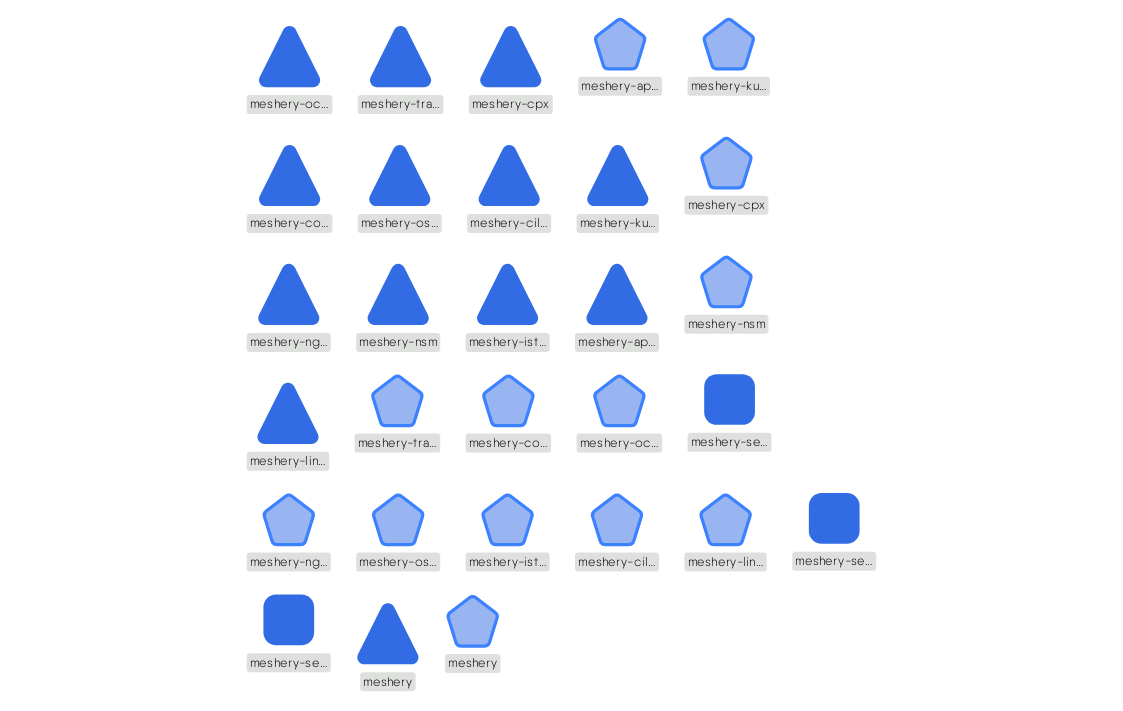 meshery-oc...
meshery-tra...
meshery-cpx
meshery-ap...
meshery-ku...
meshery-co...
meshery-os...
meshery-cil...
meshery-ku...
meshery-cpx
meshery-ng...
meshery-nsm
meshery-ist...
meshery-ap...
meshery-nsm
meshery-lin...
meshery-tra...
meshery-co...
meshery-oc...
meshery-se...
meshery-ng...
meshery-os...
meshery-ist...
meshery-cil...
meshery-lin...
meshery-se...
meshery-se...
meshery
meshery